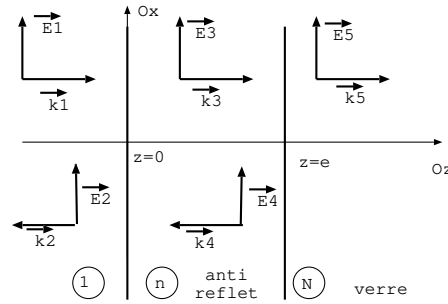 Ox
E1
E3
E5
k1
k3
k5
z=0
z=e
Oz
E2
E4
k2
k4
1
n
anti
reflet
N
verre